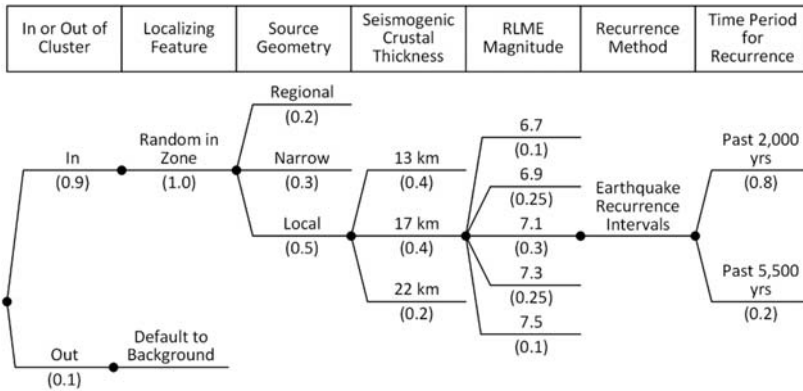 In or Out of
Cluster
Localizing
Feature
Source
Geometry
Seismogenic
Crustal
Thickness
RLME
Magnitude
Recurrence
Method
Time Period
for
Recurrence
In
(0.9)
Out
(0.1)
Random in
Zone
(1.0)
Default to
Background
Regional
(0.2)
Narrow
(0.3)
Local
(0.5)
13 km
(0.4)
17 km
(0.4)
22 km
(0.2)
6.7
(0.1)
6.9
(0.25)
7.1
(0.3)
7.3
(0.25)
7.5
(0.1)
Earthquake
Recurrence
Intervals
Past 2,000
yrs
(0.8)
Past 5,500
yrs
(0.2)